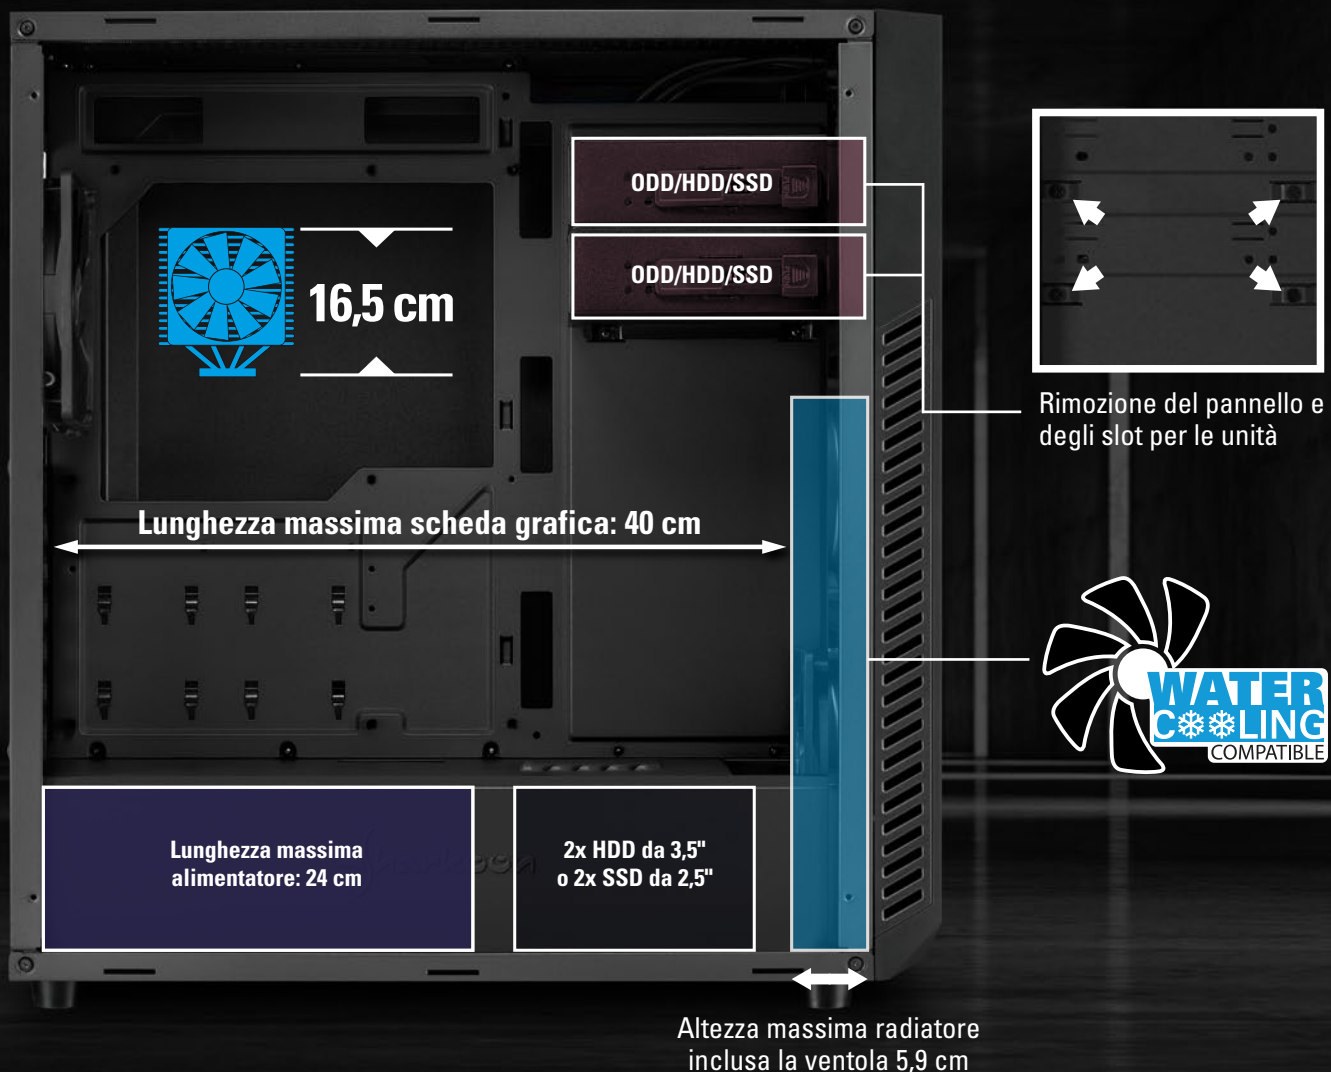 ODD/HDD/SSD
ODD/HDD/SSD
16,5 cm
Rimozione del pannello e
degli slot per le unità
Lunghezza massima scheda grafica: 40 cm
WATER
COOLING
COMPATIBLE
Lunghezza massima
alimentatore: 24 cm
2x HDD da 3,5"
o 2x SSD da 2,5"
Altezza massima radiatore
inclusa la ventola 5,9 cm